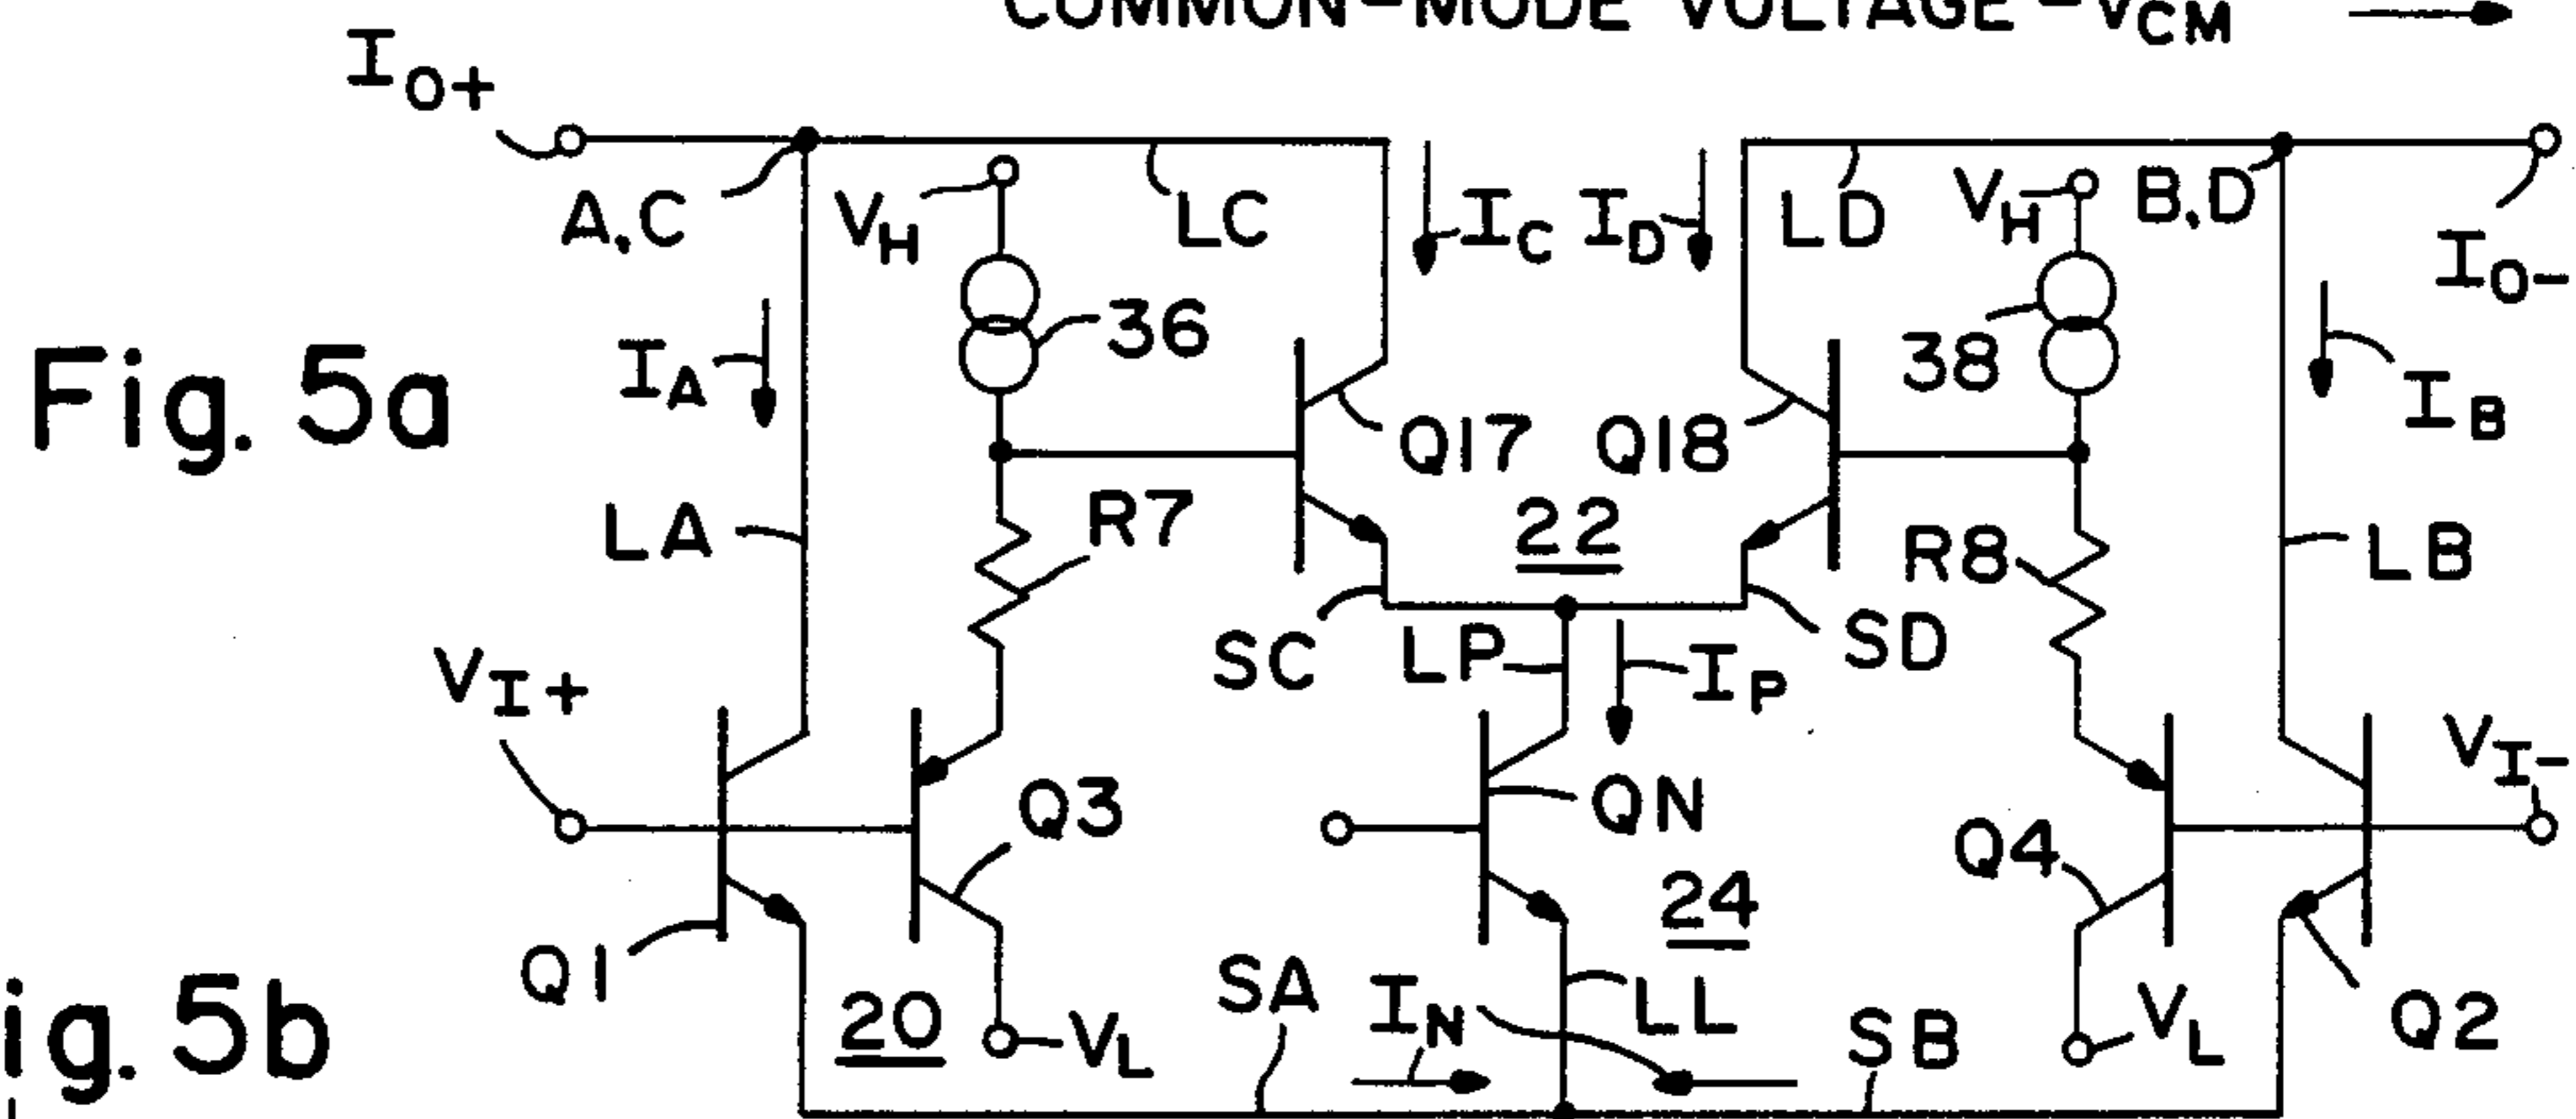 COMMON-MODE VOLTAGE-VCM
IO+
A,C
VH
LC
IC
ID
LD
VH
B,D
IO-
Fig. 5a
IA
36
Q17
Q18
38
IB
LA
R7
22
R8
LB
SC
LP
IP
SD
VI+
Q3
QN
Q4
VI-
Q1
20
VL
SA
IN
24
LL
SB
VL
Q2
ig. 5b